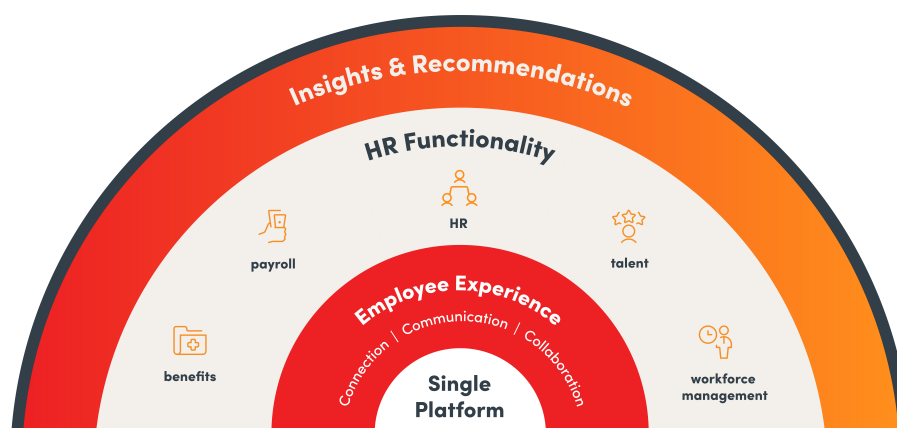 Insights & Recommendations
HR Functionality
HR
payroll
talent
benefits
workforce
management
Employee Experience
Connection | Communication | Collaboration
Single
Platform